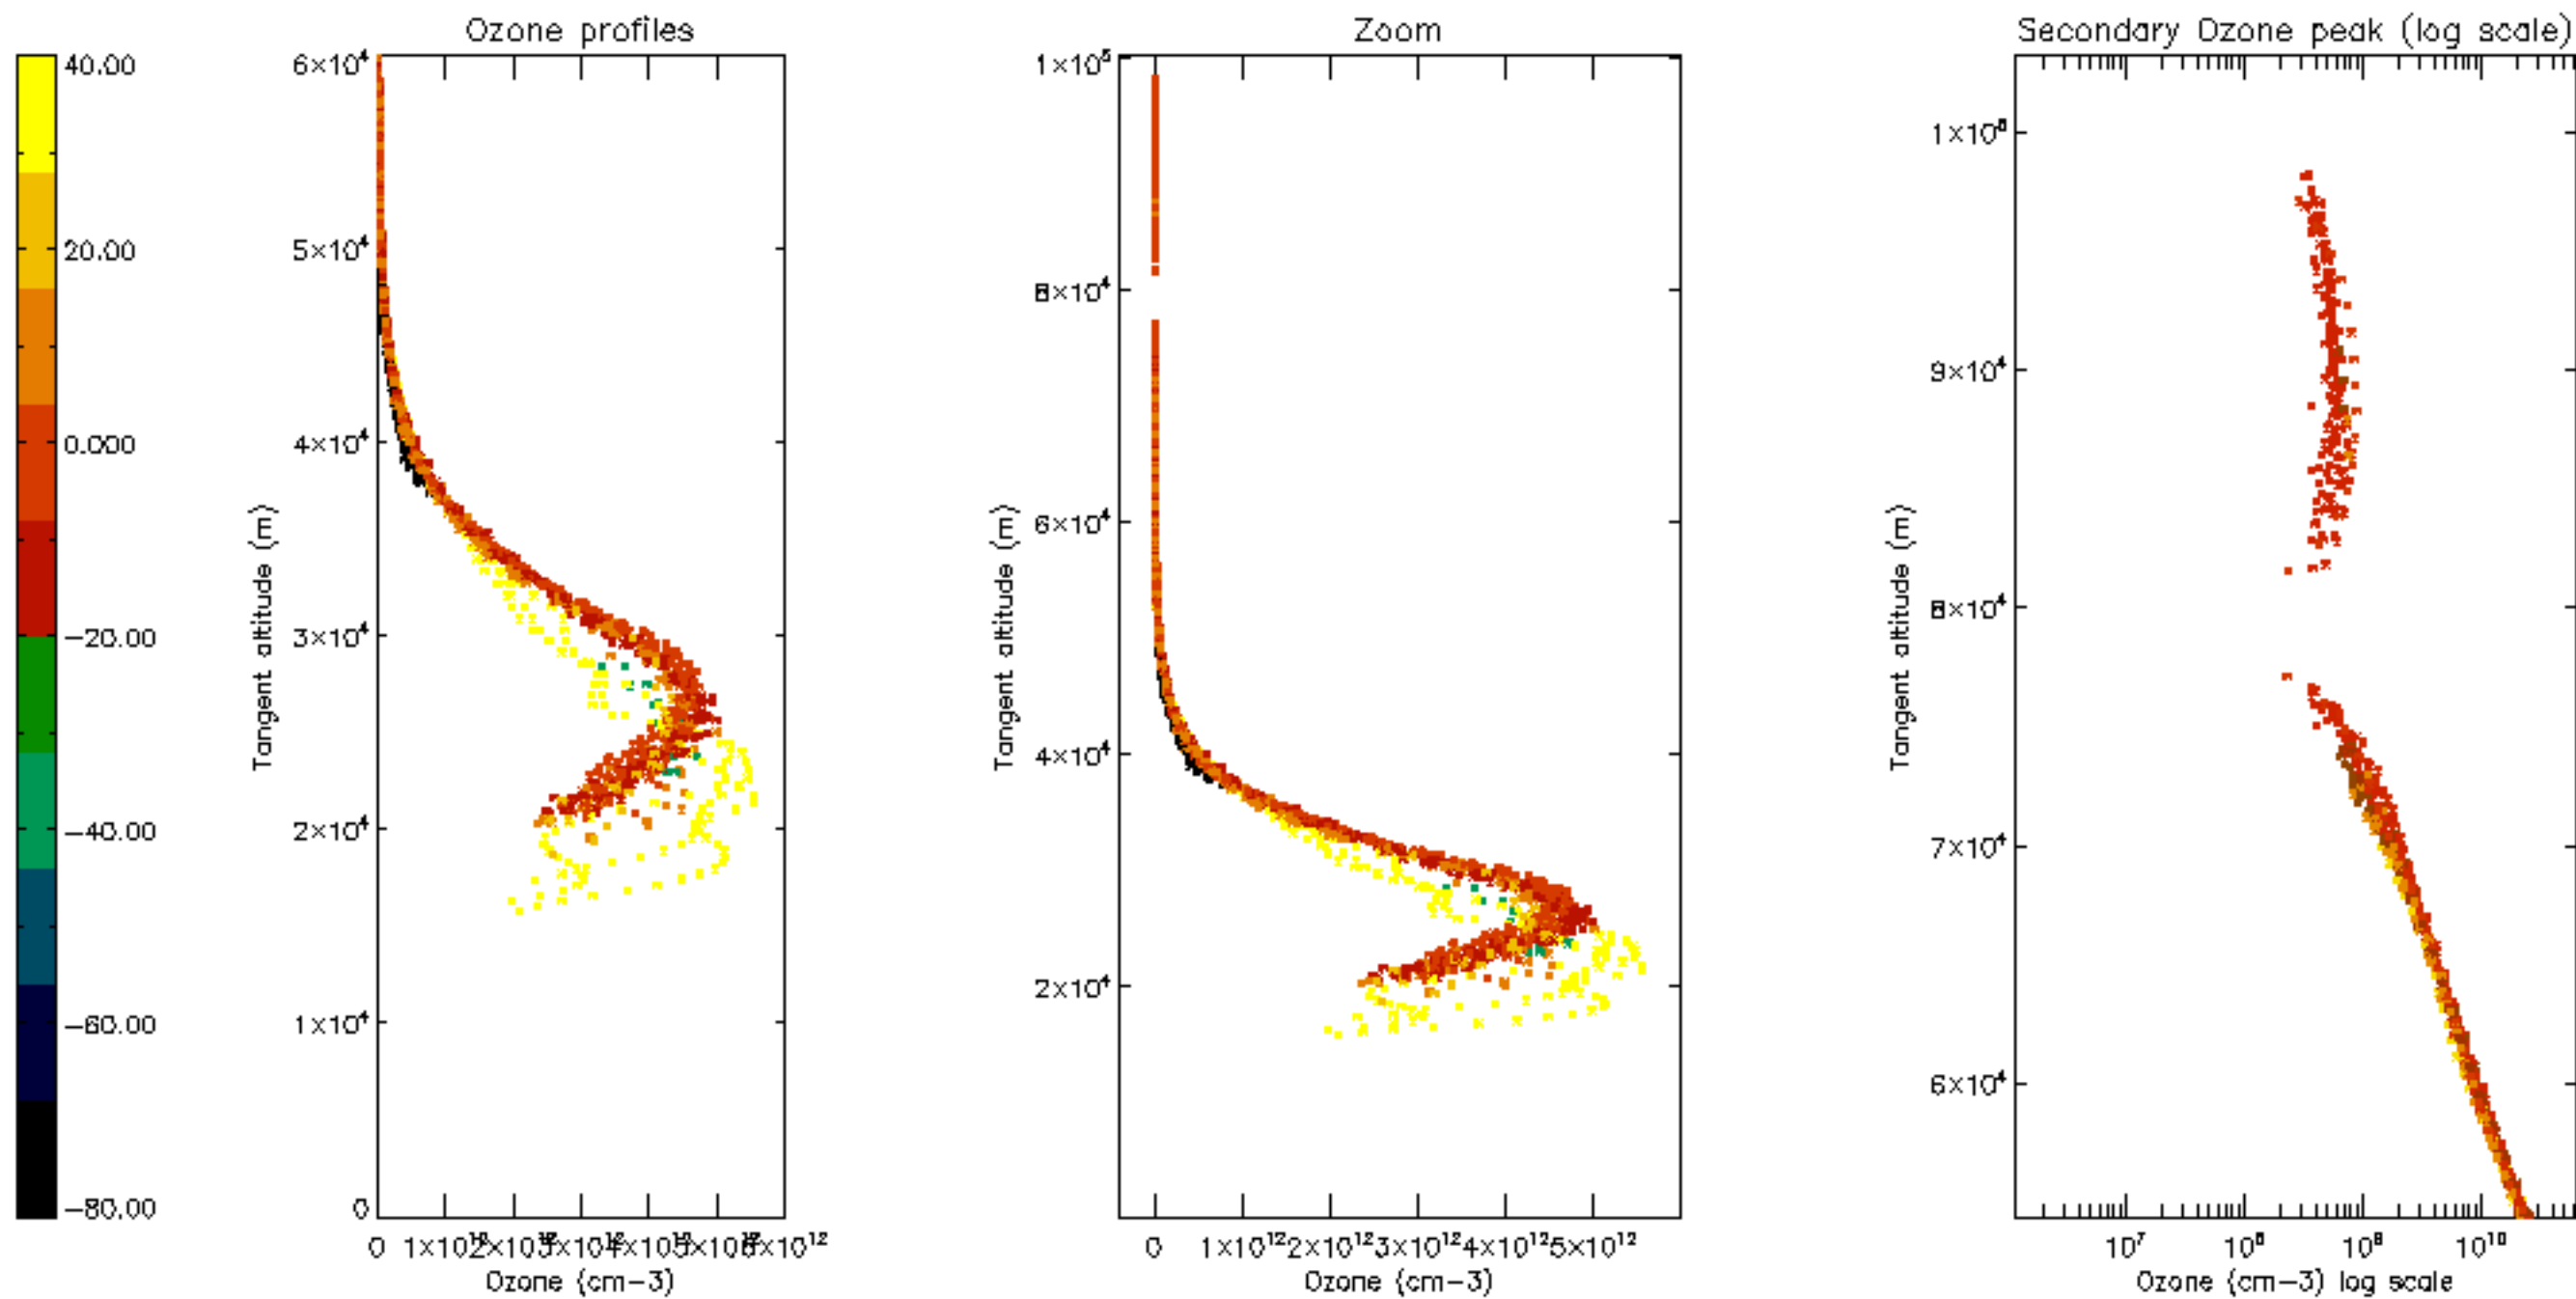 Ozone profiles
Zoom
Secondary Ozone peak (log scale)
40.00
20.00
0.000
−20.00
−40.00
−60.00
−80.00
6×10⁴
5×10⁴
4×10⁴
3×10⁴
2×10⁴
1×10⁴
0
Tangent altitude (m)
0
Ozone (cm−3)
1×10⁵
8×10⁴
6×10⁴
4×10⁴
2×10⁴
Tangent altitude (m)
0 1×10¹² 2×10¹² 3×10¹² 4×10¹² 5×10¹²
Ozone (cm−3)
9×10⁴
8×10⁴
7×10⁴
6×10⁴
Tangent altitude (m)
10⁷ 10⁸ 10⁹ 10¹⁰
Ozone (cm−3) log scale